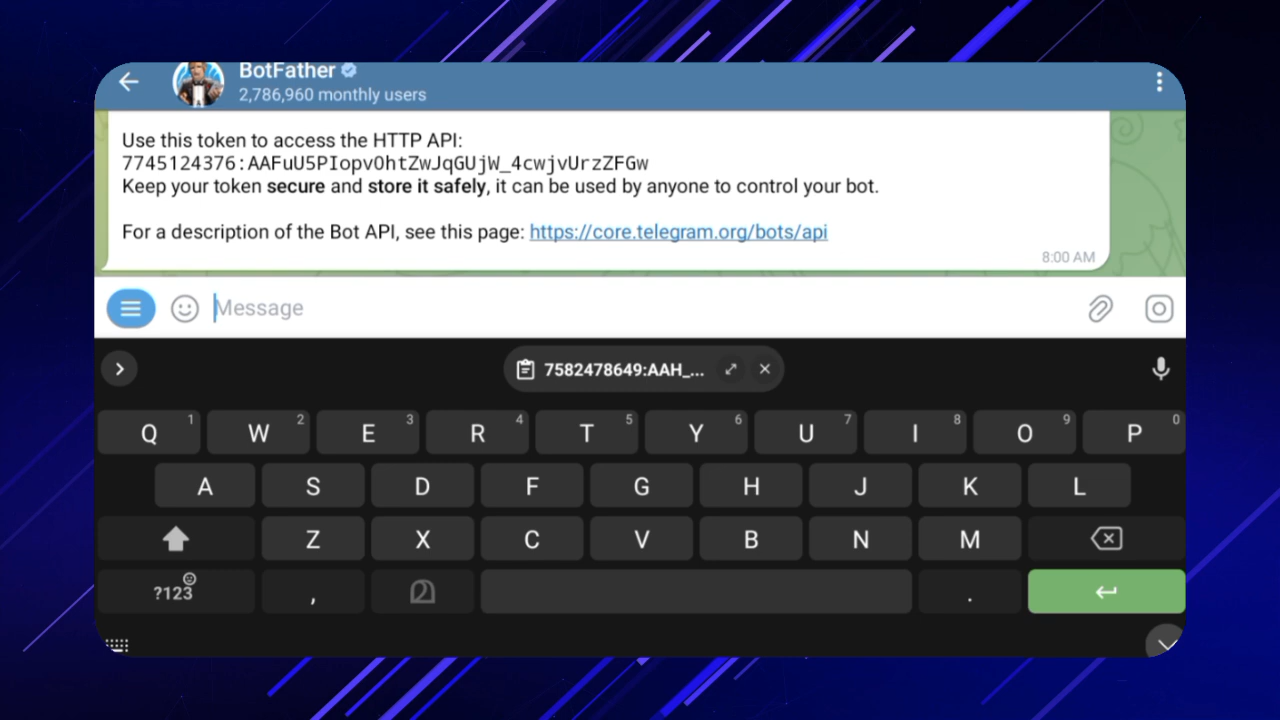 BotFather
2,786,960 monthly users
Use this token to access the HTTP API:
7745124376:AAFuU5PIopvOhtZwJqGUjW_4cwjvUrzZFGw
Keep your token secure and store it safely, it can be used by anyone to control your bot.
For a description of the Bot API, see this page: https://core.telegram.org/bots/api
8:00 AM
Message
7582478649:AAH_...
Q 1 W 2 E 3 R 4 T 5 Y 6 U 7 I 8 O 9 P 0
A S D F G H J K L
Z X C V B N M
?123 , .